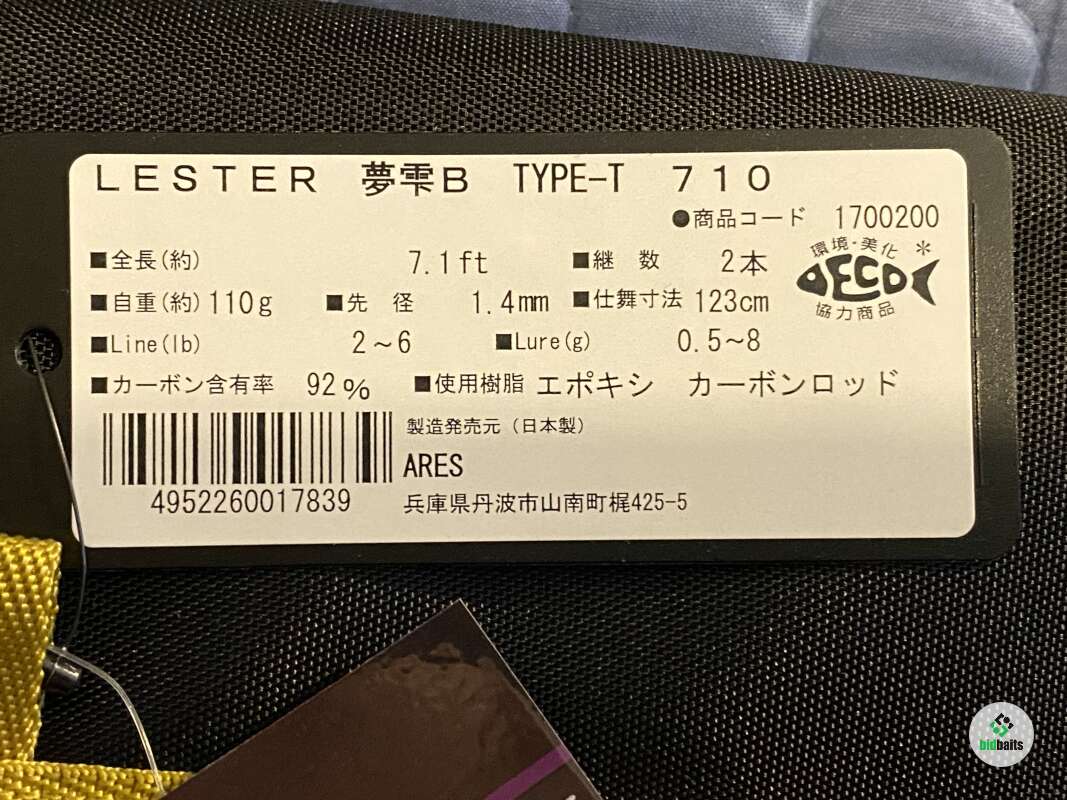 LESTER 夢雫B TYPE-T 710
●商品コード 1700200
■全長(約) 7.1ft ■継 数 2本
環境・美化 *
ECO
協力商品
■自重(約) 110g ■先 径 1.4mm ■仕舞寸法 123cm
■Line(lb) 2～6 ■Lure(g) 0.5~8
■カーボン含有率 92% ■使用樹脂 エポキシ カーボンロッド
製造発売元（日本製）
ARES
4952260017839
兵庫県丹波市山南町梶425-5
bidbaits